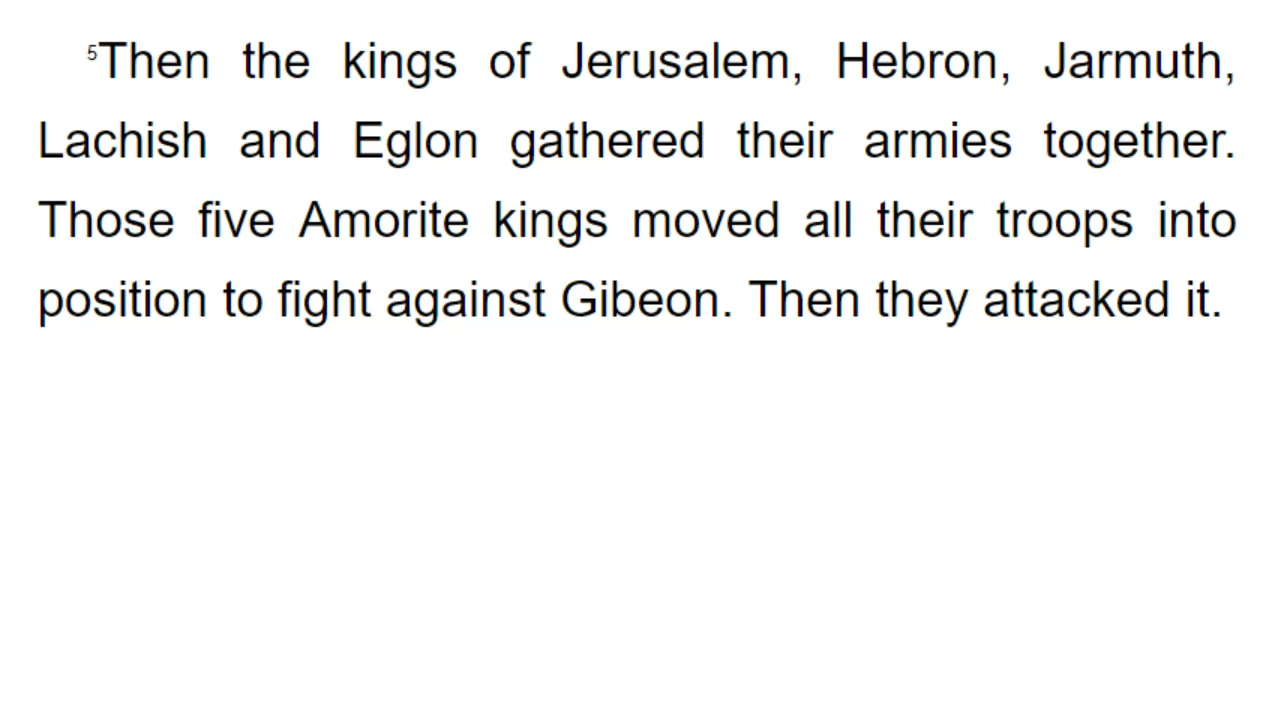 ⁵Then the kings of Jerusalem, Hebron, Jarmuth,
Lachish and Eglon gathered their armies together.
Those five Amorite kings moved all their troops into
position to fight against Gibeon. Then they attacked it.